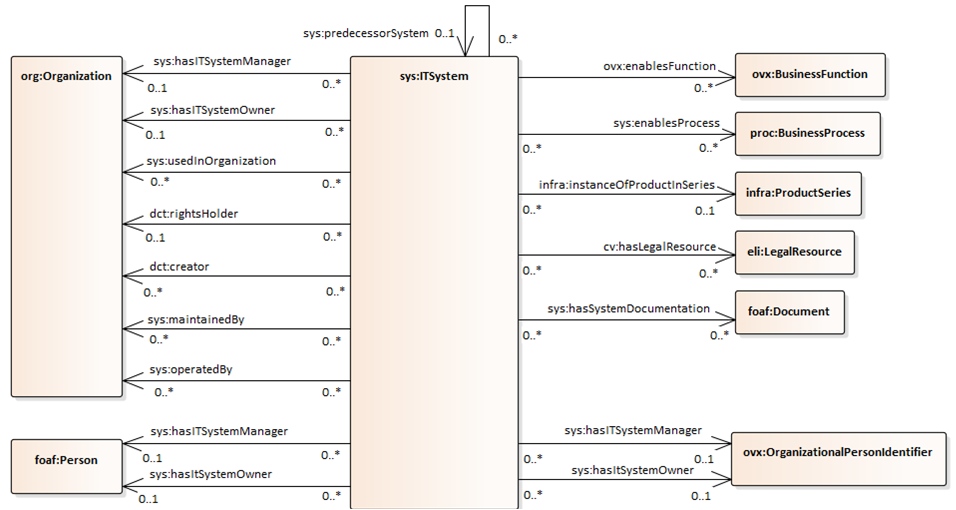 sys:predecessorSystem 0..1
0..*
org:Organization
sys:hasITSystemManager
0..1
0..*
sys:hasITSystemOwner
0..1
0..*
sys:usedInOrganization
0..*
0..*
dct:rightsHolder
0..1
0..*
dct:creator
0..*
0..*
sys:maintainedBy
0..*
0..*
sys:operatedBy
0..*
0..*
foaf:Person
sys:hasITSystemManager
0..1
0..*
sys:hasItSystemOwner
0..1
0..*
sys:ITSystem
ovx:enablesFunction
0..*
ovx:BusinessFunction
sys:enablesProcess
0..*
0..*
proc:BusinessProcess
infra:instanceOfProductInSeries
0..*
0..1
infra:ProductSeries
cv:hasLegalResource
0..*
0..*
eli:LegalResource
sys:hasSystemDocumentation
0..*
0..*
foaf:Document
sys:hasITSystemManager
0..*
0..1
sys:hasItSystemOwner
0..*
0..1
ovx:OrganizationalPersonIdentifier